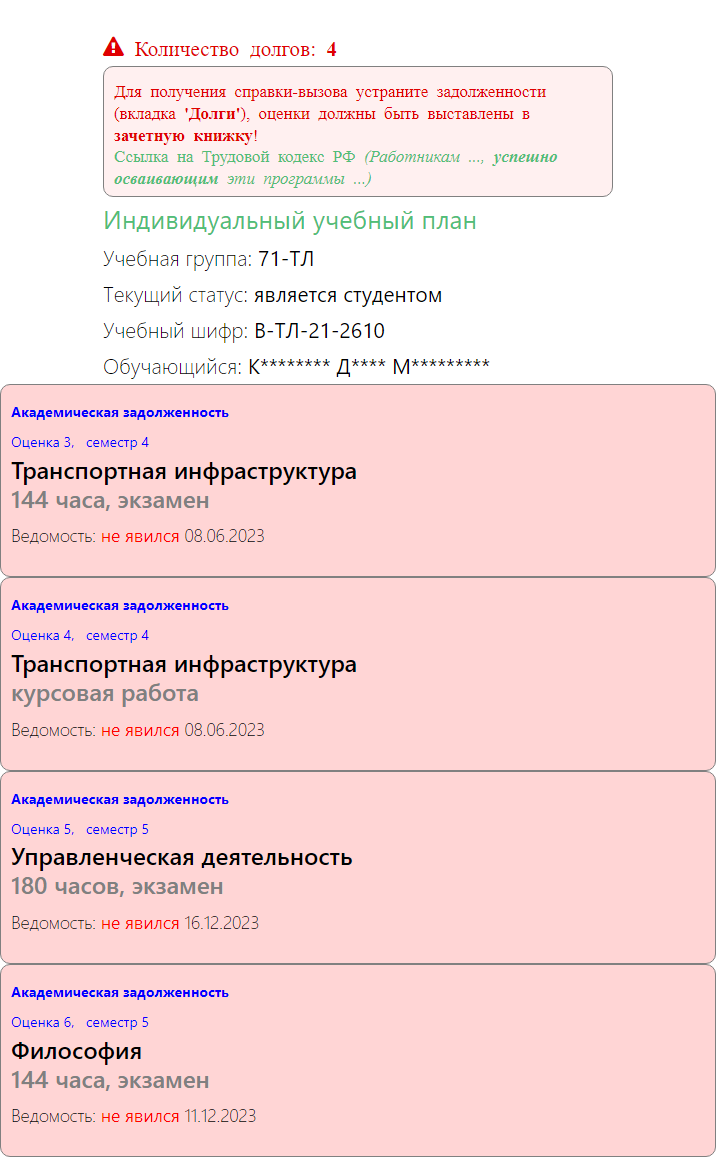 Количество долгов: 4
Для получения справки-вызова устраните задолженности
(вкладка 'Долги'), оценки должны быть выставлены в
зачетную книжку!
Ссылка на Трудовой кодекс РФ (Работникам ..., успешно
осваивающим эти программы ...)
Индивидуальный учебный план
Учебная группа: 71-ТЛ
Текущий статус: является студентом
Учебный шифр: В-ТЛ-21-2610
Обучающийся: К******** Д**** М*********
Академическая задолженность
Оценка 3, семестр 4
Транспортная инфраструктура
144 часа, экзамен
Ведомость: не явился 08.06.2023
Академическая задолженность
Оценка 4, семестр 4
Транспортная инфраструктура
курсовая работа
Ведомость: не явился 08.06.2023
Академическая задолженность
Оценка 5, семестр 5
Управленческая деятельность
180 часов, экзамен
Ведомость: не явился 16.12.2023
Академическая задолженность
Оценка 6, семестр 5
Философия
144 часа, экзамен
Ведомость: не явился 11.12.2023